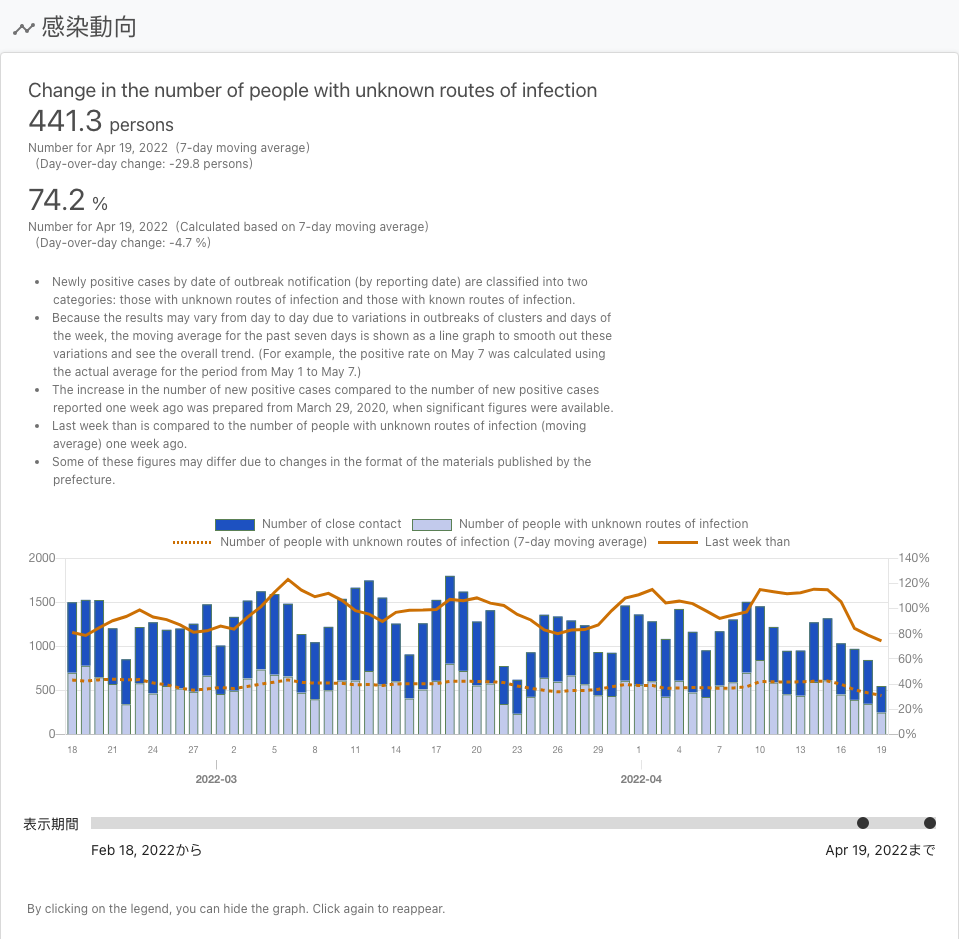 感染動向
Change in the number of people with unknown routes of infection
441.3 persons
Number for Apr 19, 2022 (7-day moving average)
(Day-over-day change: -29.8 persons)
74.2 %
Number for Apr 19, 2022 (Calculated based on 7-day moving average)
(Day-over-day change: -4.7 %)
• Newly positive cases by date of outbreak notification (by reporting date) are classified into two
categories: those with unknown routes of infection and those with known routes of infection.
• Because the results may vary from day to day due to variations in outbreaks of clusters and days of
the week, the moving average for the past seven days is shown as a line graph to smooth out these
variations and see the overall trend. (For example, the positive rate on May 7 was calculated using
the actual average for the period from May 1 to May 7.)
• The increase in the number of new positive cases compared to the number of new positive cases
reported one week ago was prepared from March 29, 2020, when significant figures were available.
• Last week than is compared to the number of people with unknown routes of infection (moving
average) one week ago.
• Some of these figures may differ due to changes in the format of the materials published by the
prefecture.
Number of close contact Number of people with unknown routes of infection
Number of people with unknown routes of infection (7-day moving average) Last week than
2000 140%
120%
1500 100%
1000 80%
60%
500 40%
20%
0 0%
18 21 24 27 2 5 8 11 14 17 20 23 26 29 1 4 7 10 13 16 19
2022-03 2022-04
表示期間
Feb 18, 2022から Apr 19, 2022まで
By clicking on the legend, you can hide the graph. Click again to reappear.